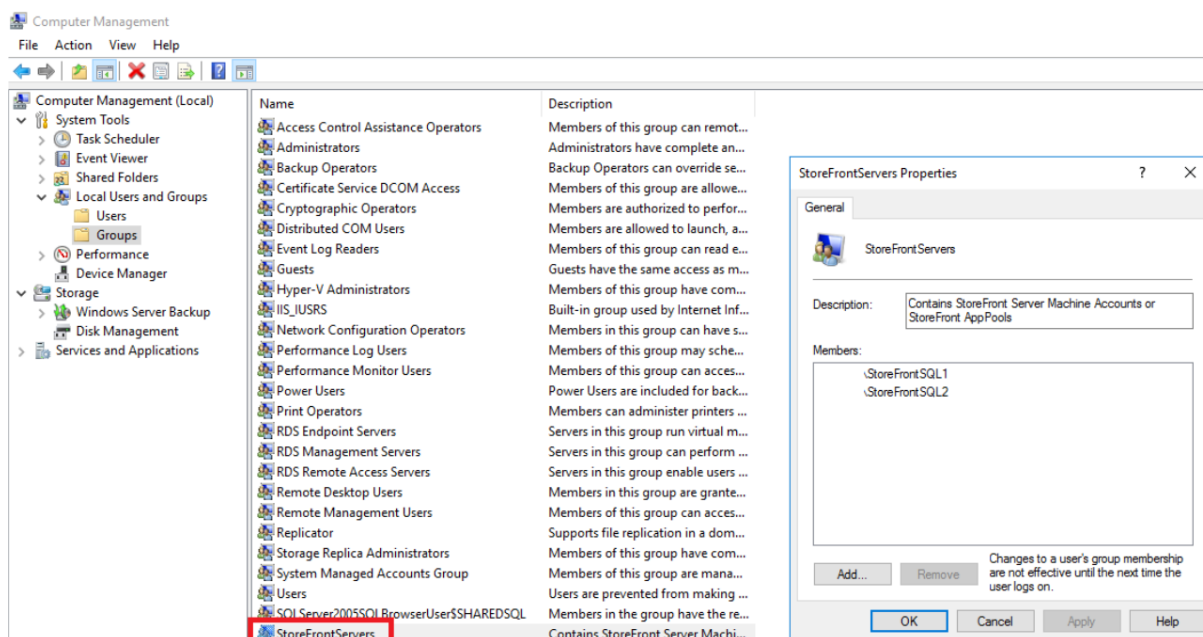 Computer Management
File Action View Help
Computer Management (Local)
System Tools
Task Scheduler
Event Viewer
Shared Folders
Local Users and Groups
Users
Groups
Performance
Device Manager
Storage
Windows Server Backup
Disk Management
Services and Applications
Name Description
Access Control Assistance Operators Members of this group can remot...
Administrators Administrators have complete an...
Backup Operators Backup Operators can override se...
Certificate Service DCOM Access Members of this group are allowe...
Cryptographic Operators Members are authorized to perfor...
Distributed COM Users Members are allowed to launch, a...
Event Log Readers Members of this group can read e...
Guests Guests have the same access as m...
Hyper-V Administrators Members of this group have com...
IIS_IUSRS Built-in group used by Internet Inf...
Network Configuration Operators Members in this group can have s...
Performance Log Users Members of this group may sche...
Performance Monitor Users Members of this group can acces...
Power Users Power Users are included for back...
Print Operators Members can administer printers ...
RDS Endpoint Servers Servers in this group run virtual m...
RDS Management Servers Servers in this group can perform ...
RDS Remote Access Servers Servers in this group enable users ...
Remote Desktop Users Members in this group are grante...
Remote Management Users Members of this group can acces...
Replicator Supports file replication in a dom...
Storage Replica Administrators Members of this group have com...
System Managed Accounts Group Members of this group are mana...
Users Users are prevented from making ...
SQLServer2005SQLBrowserUser$SHAREDSQL Members in the group have the re...
StoreFrontServers Contains StoreFront Server Machi...
StoreFrontServers Properties ? X
General
StoreFrontServers
Description: Contains StoreFront Server Machine Accounts or
StoreFront AppPools
Members:
\StoreFrontSQL1
\StoreFrontSQL2
Add... Remove
Changes to a user's group membership
are not effective until the next time the
user logs on.
OK Cancel Apply Help